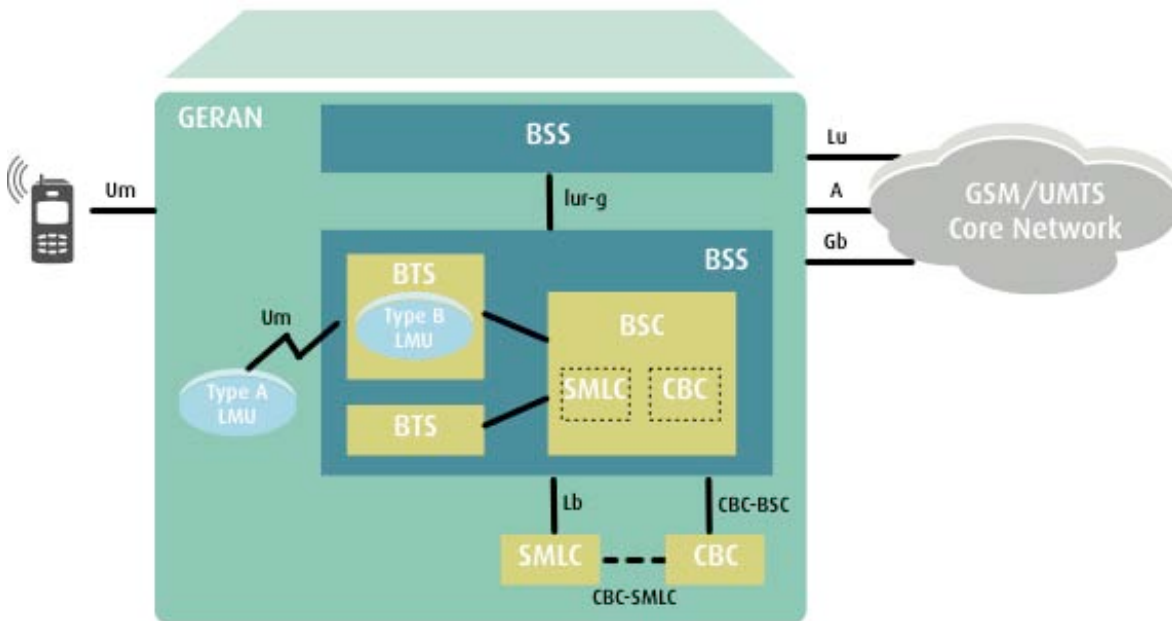 GERAN
BSS
Um
lur-g
Lu
A
Gb
GSM/UMTS
Core Network
BSS
BTS
Type B
LMU
BSC
SMLC
CBC
Um
Type A
LMU
BTS
Lb
CBC-BSC
SMLC
CBC
CBC-SMLC